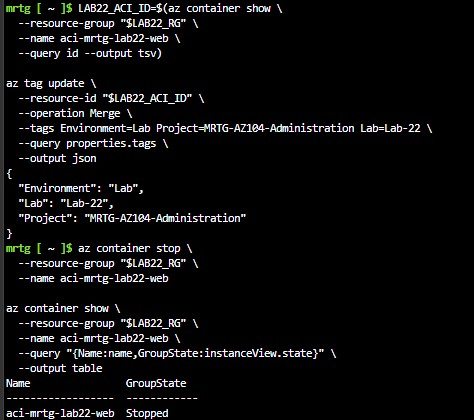 mrtg [ ~ ]$ LAB22_ACI_ID=$(az container show \
  --resource-group "$LAB22_RG" \
  --name aci-mrtg-lab22-web \
  --query id --output tsv)

az tag update \
  --resource-id "$LAB22_ACI_ID" \
  --operation Merge \
  --tags Environment=Lab Project=MRTG-AZ104-Administration Lab=Lab-22 \
  --query properties.tags \
  --output json
{
  "Environment": "Lab",
  "Lab": "Lab-22",
  "Project": "MRTG-AZ104-Administration"
}
mrtg [ ~ ]$ az container stop \
  --resource-group "$LAB22_RG" \
  --name aci-mrtg-lab22-web

az container show \
  --resource-group "$LAB22_RG" \
  --name aci-mrtg-lab22-web \
  --query "{Name:name,GroupState:instanceView.state}" \
  --output table
Name                GroupState
------------------  ------------
aci-mrtg-lab22-web  Stopped